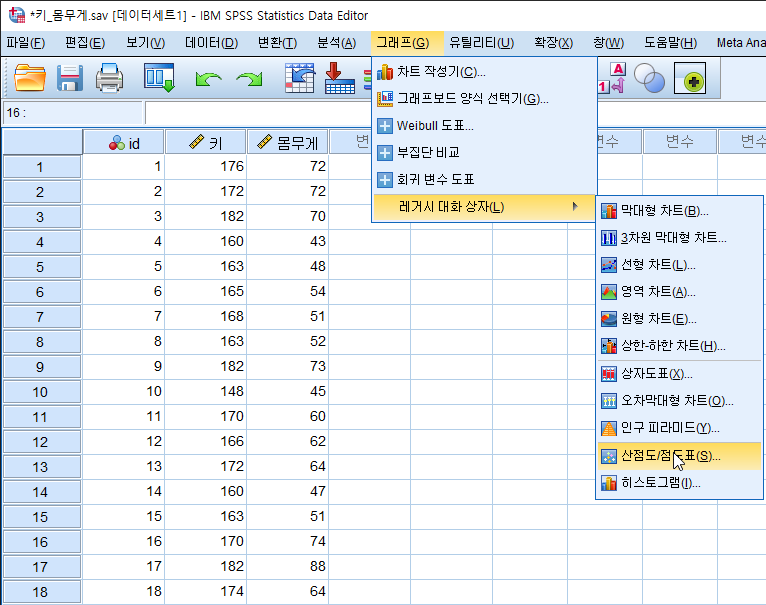 *키_몸무게.sav [데이터세트1] - IBM SPSS Statistics Data Editor
파일(F) 편집(E) 보기(V) 데이터(D) 변환(T) 분석(A) 그래프(G) 유틸리티(U) 확장(X) 창(W) 도움말(H) Meta Ana
차트 작성기(C)...
그래프보드 양식 선택기(G)...
Weibull 도표...
부집단 비교
회귀 변수 도표
레거시 대화 상자(L)
막대형 차트(B)...
3차원 막대형 차트...
선형 차트(L)...
영역 차트(A)...
원형 차트(E)...
상한-하한 차트(H)...
상자도표(X)...
오차막대형 차트(O)...
인구 피라미드(Y)...
산점도/점도표(S)...
히스토그램(I)...
16 :
id 키 몸무게 변 변수 변수 변수
1 1 176 72
2 2 172 72
3 3 182 70
4 4 160 43
5 5 163 48
6 6 165 54
7 7 168 51
8 8 163 52
9 9 182 73
10 10 148 45
11 11 170 60
12 12 166 62
13 13 172 64
14 14 160 47
15 15 163 51
16 16 170 74
17 17 182 88
18 18 174 64